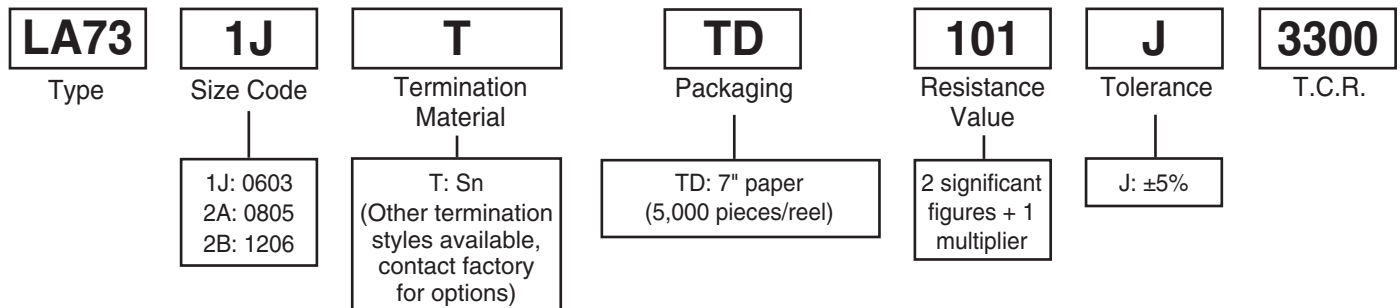 LA73 1J T TD 101 J 3300
Type Size Code Termination Material Packaging Resistance Value Tolerance T.C.R.
1J: 0603
2A: 0805
2B: 1206
T: Sn
(Other termination
styles available,
contact factory
for options)
TD: 7" paper
(5,000 pieces/reel)
2 significant
figures + 1
multiplier
J: ±5%